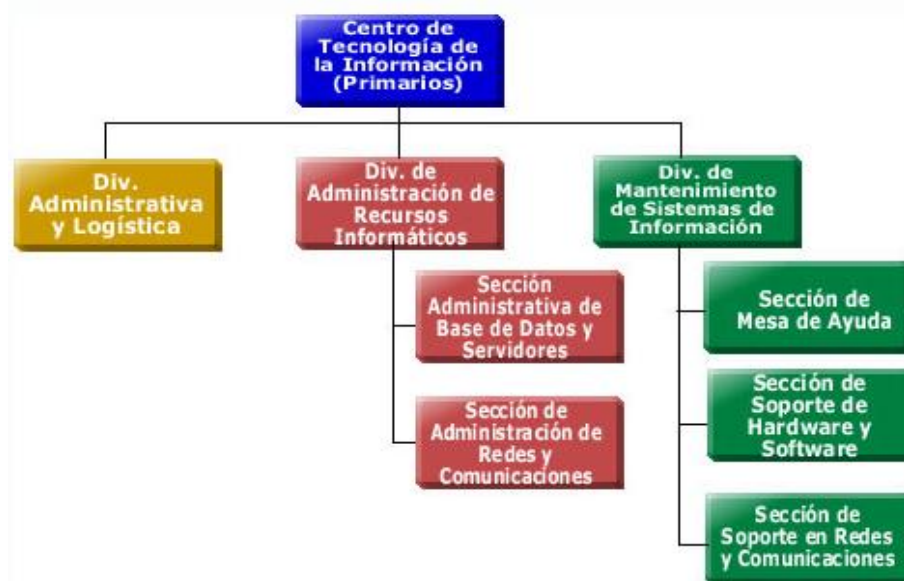 Centro de
Tecnología de
la Información
(Primarios)
Div.
Administrativa
y Logística
Div. de
Administración de
Recursos
Informáticos
Div. de
Mantenimiento
de Sistemas de
Información
Sección
Administrativa de
Base de Datos y
Servidores
Sección de
Administración de
Redes y
Comunicaciones
Sección de
Mesa de Ayuda
Sección de
Soporte de
Hardware y
Software
Sección de
Soporte en Redes
y Comunicaciones